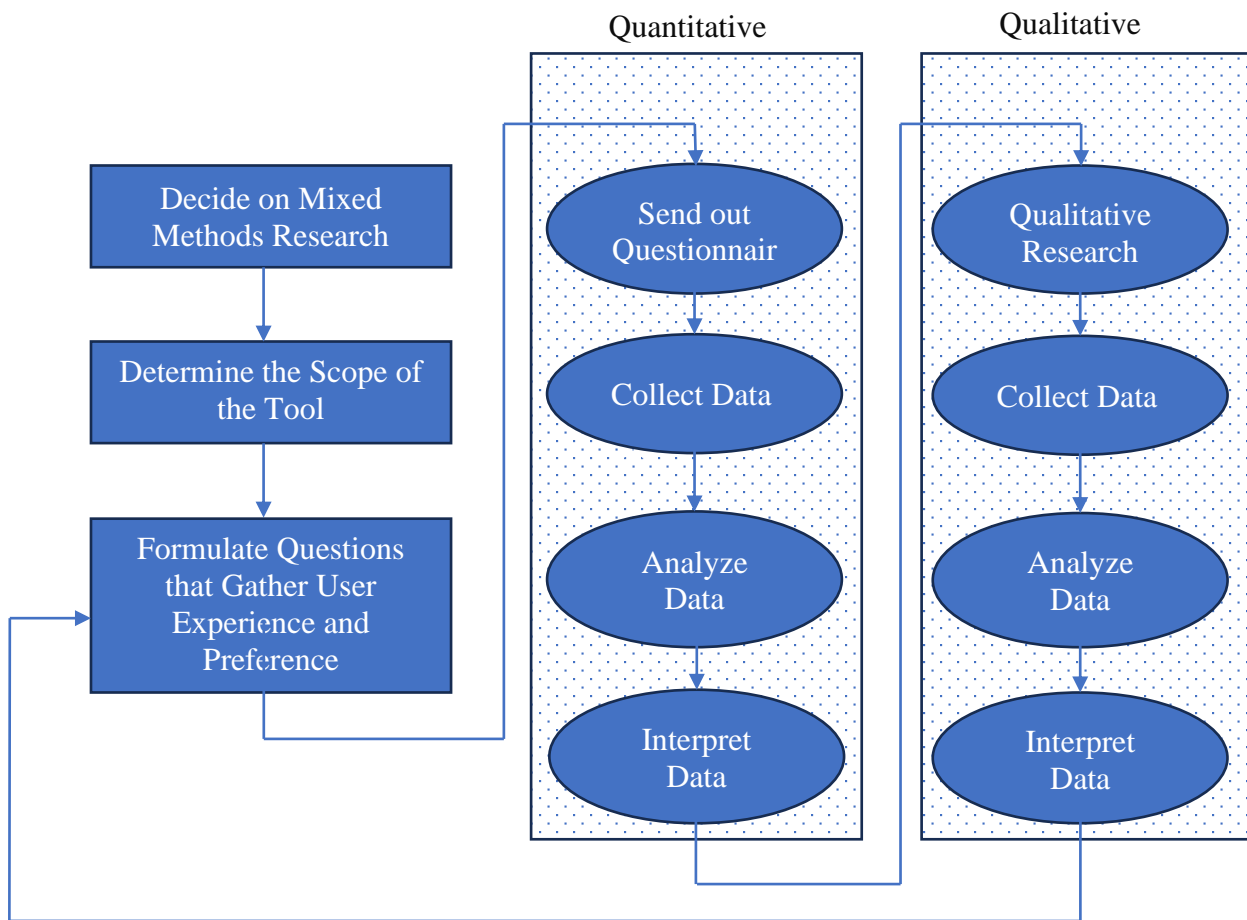 Quantitative
Qualitative
Decide on Mixed
Methods Research
Determine the Scope of
the Tool
Formulate Questions
that Gather User
Experience and
Preference
Send out
Questionnair
Collect Data
Analyze
Data
Interpret
Data
Qualitative
Research
Collect Data
Analyze
Data
Interpret
Data